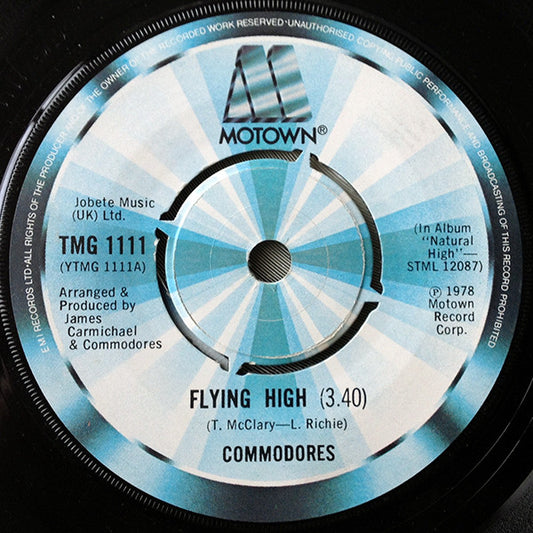 E M I RECORDS LTD·ALL RIGHTS OF THE PRODUCER AND OF THE OWNER OF THE RECORDED WORK RESERVED·UNAUTHORISED COPYING PUBLIC PERFORMANCE AND BROADCASTING OF THIS RECORD PROHIBITED
M
MOTOWN®
Jobete Music
(UK) Ltd.
TMG 1111
(YTMG 1111A)
Arranged &
Produced by
James
Carmichael
& Commodores
(In Album
"Natural
High"—
STML 12087)
℗ 1978
Motown
Record
Corp.
FLYING HIGH (3.40)
(T. McClary—L. Richie)
COMMODORES